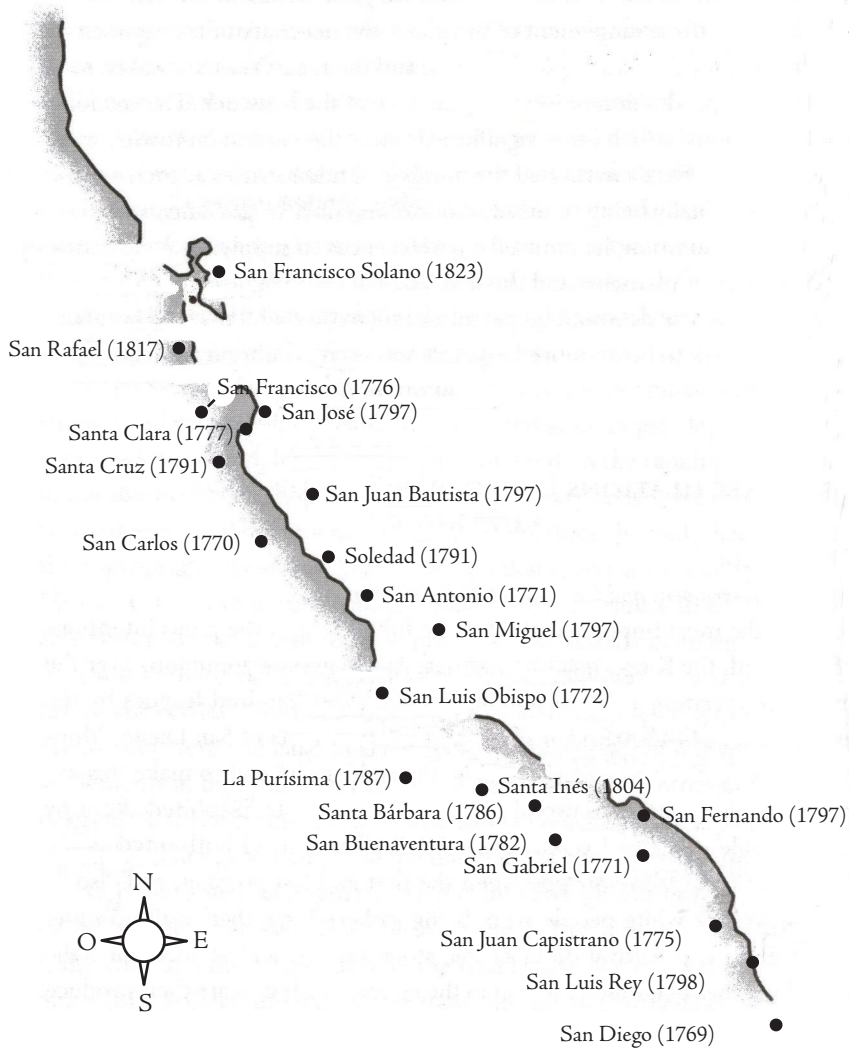 San Francisco Solano (1823)
San Rafael (1817)
San Francisco (1776)
San José (1797)
Santa Clara (1777)
Santa Cruz (1791)
San Juan Bautista (1797)
San Carlos (1770)
Soledad (1791)
San Antonio (1771)
San Miguel (1797)
San Luis Obispo (1772)
La Purísima (1787)
Santa Inés (1804)
Santa Bárbara (1786)
San Fernando (1797)
San Buenaventura (1782)
San Gabriel (1771)
N
O
E
S
San Juan Capistrano (1775)
San Luis Rey (1798)
San Diego (1769)